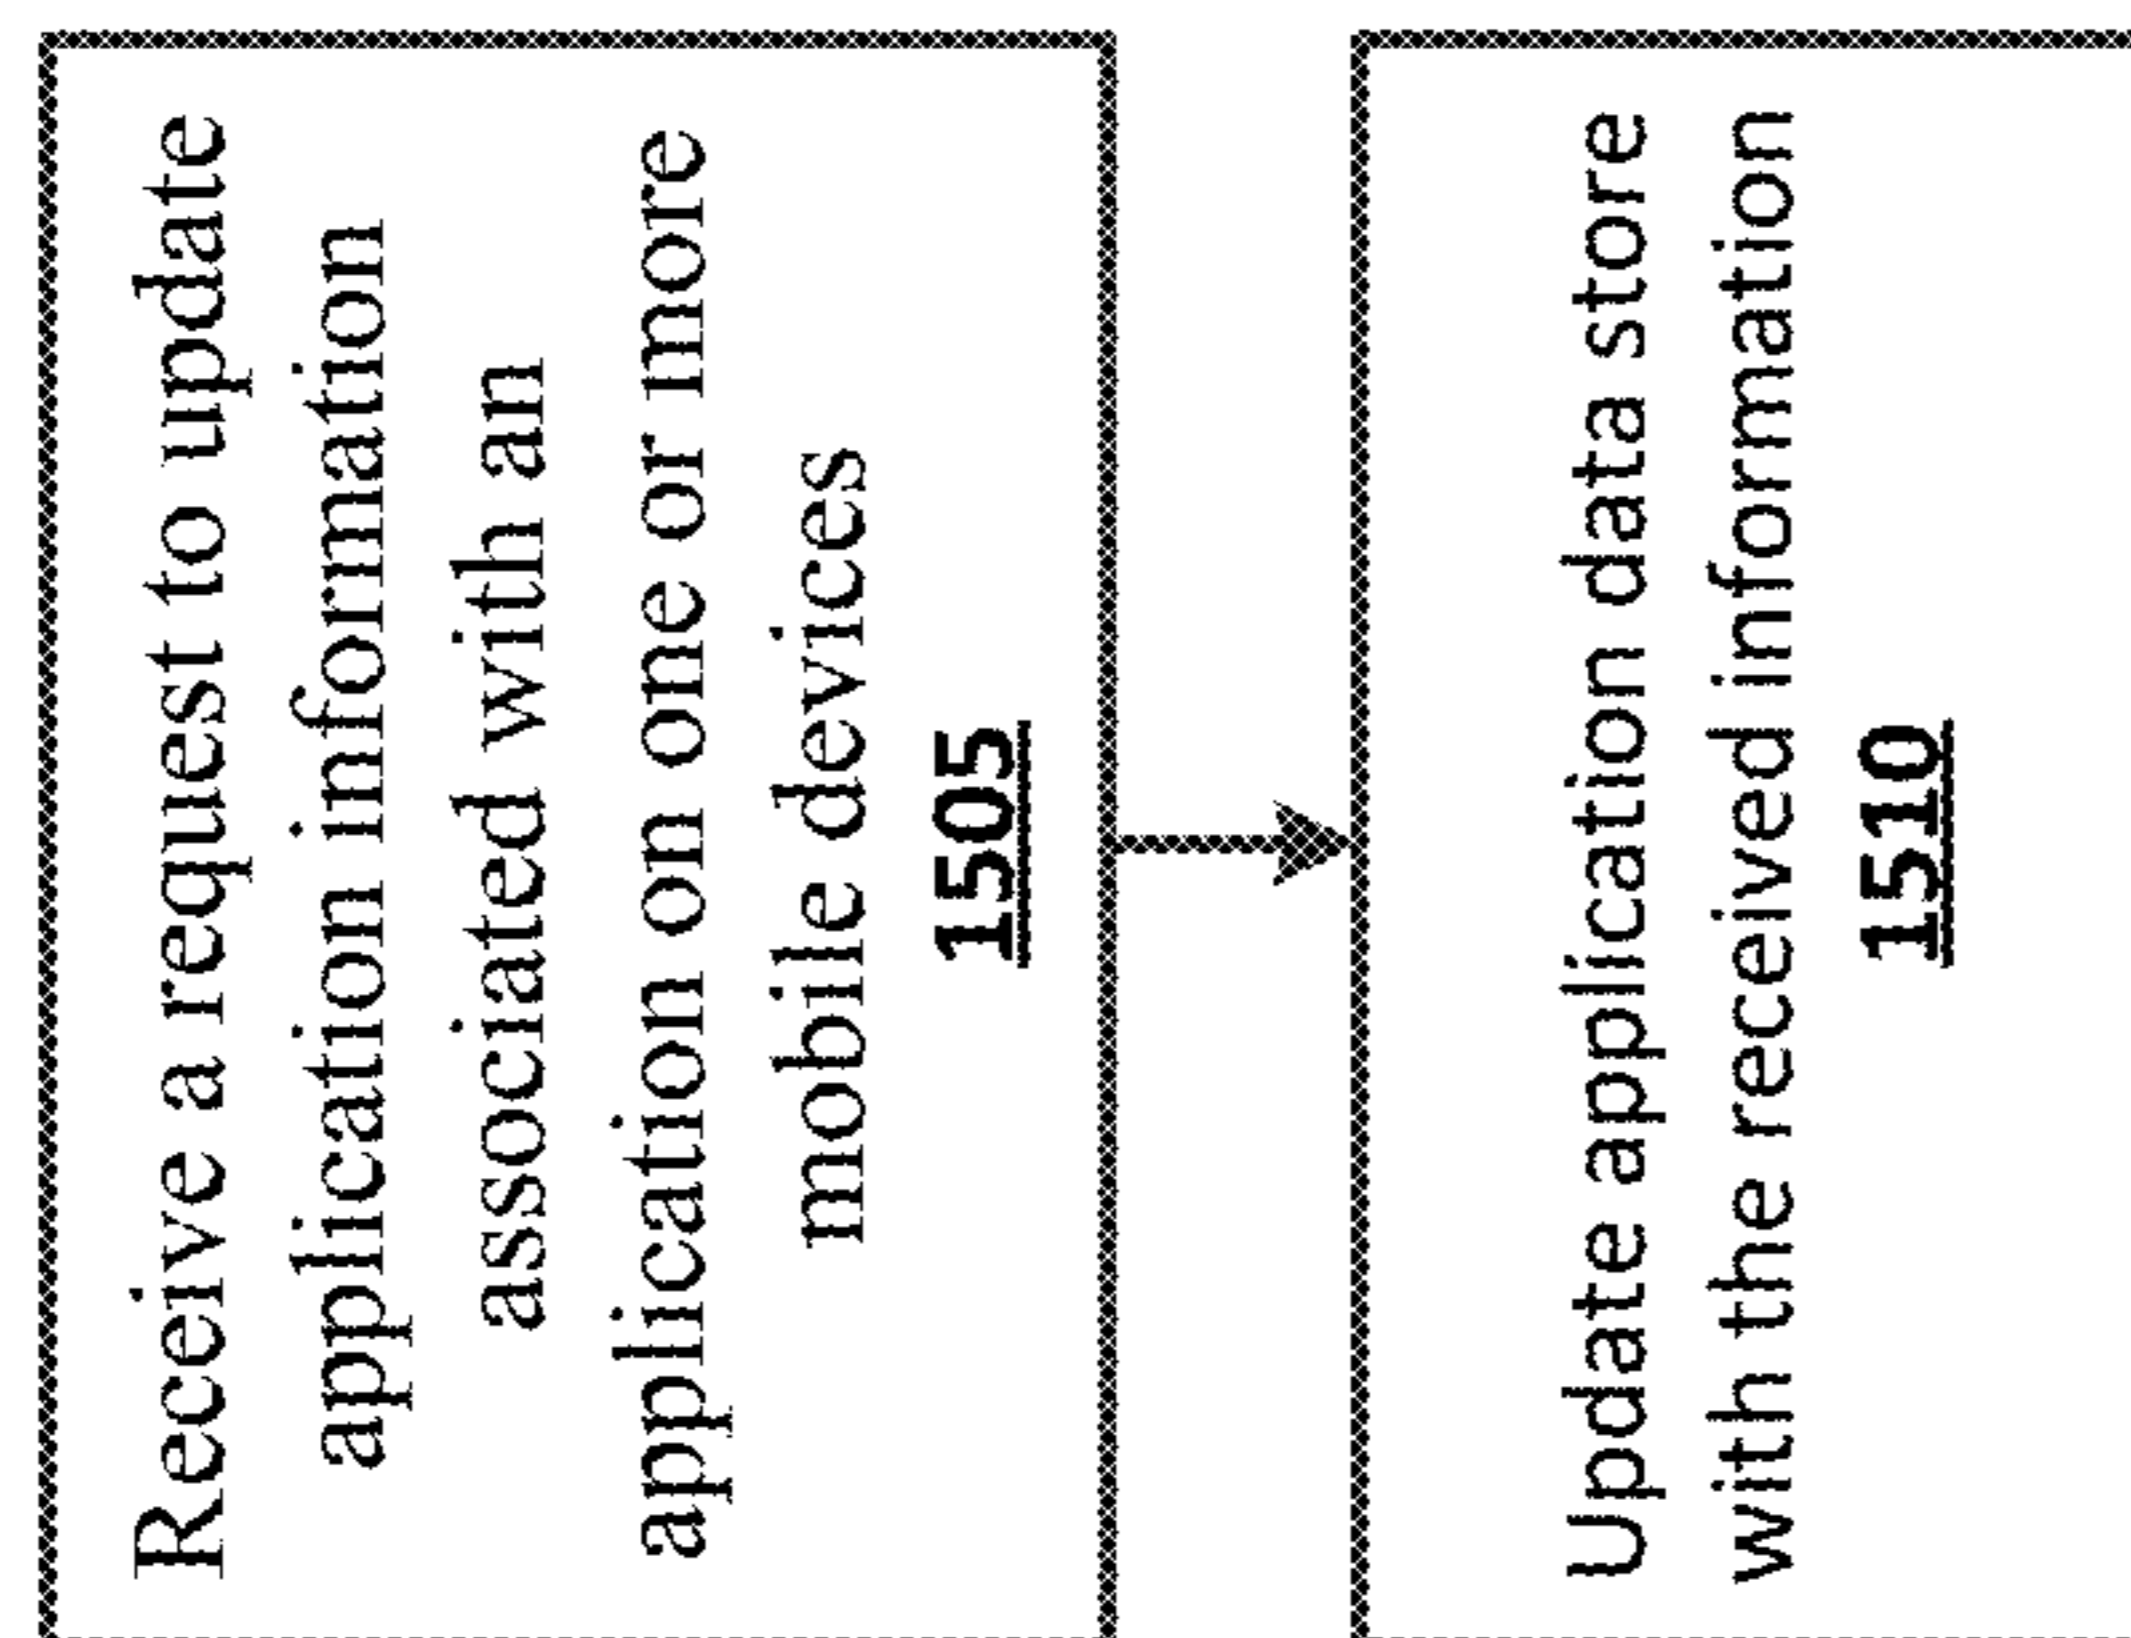 Receive a request to update
application information
associated with an
application on one or more
mobile devices
1505
Update application data store
with the received information
1510